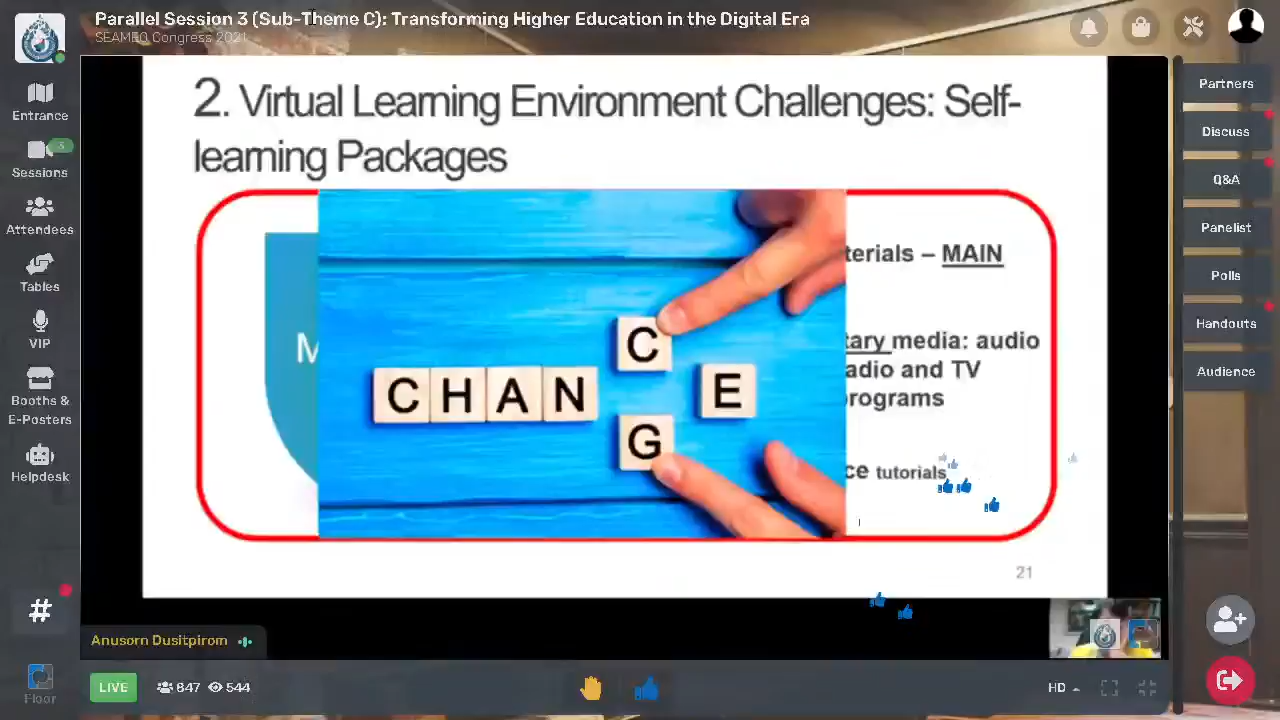 Parallel Session 3 (Sub-Theme C): Transforming Higher Education in the Digital Era
SEAMEO Congress 2021
Entrance
5
Sessions
Attendees
Tables
VIP
Booths &
E-Posters
Helpdesk
#
Floor
2. Virtual Learning Environment Challenges: Self-
learning Packages
M
terials – MAIN
tary media: audio
adio and TV
rograms
ce tutorials
C
CHAN E
G
21
Anusorn Dusitpirom
LIVE 847 544
HD
Partners
Discuss
Q&A
Panelist
Polls
Handouts
Audience